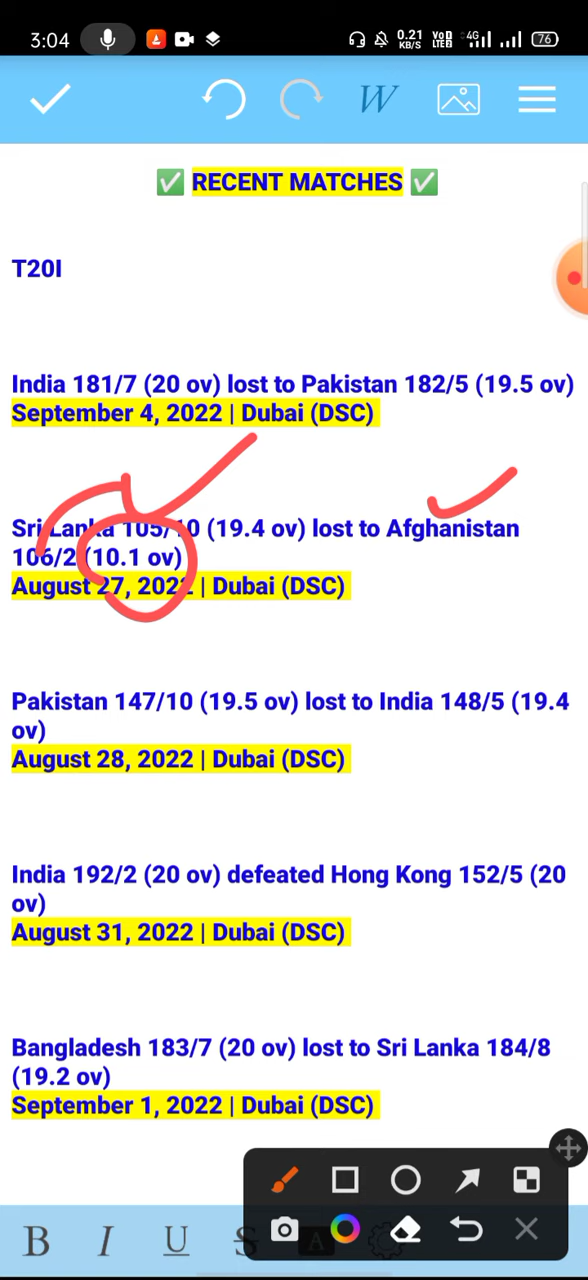 3:04
0.21
KB/S
VoD
LTE
4G
76
W
✅ RECENT MATCHES ✅
T20I
India 181/7 (20 ov) lost to Pakistan 182/5 (19.5 ov)
September 4, 2022 | Dubai (DSC)
Sri Lanka 105/10 (19.4 ov) lost to Afghanistan
106/2 (10.1 ov)
August 27, 2022 | Dubai (DSC)
Pakistan 147/10 (19.5 ov) lost to India 148/5 (19.4
ov)
August 28, 2022 | Dubai (DSC)
India 192/2 (20 ov) defeated Hong Kong 152/5 (20
ov)
August 31, 2022 | Dubai (DSC)
Bangladesh 183/7 (20 ov) lost to Sri Lanka 184/8
(19.2 ov)
September 1, 2022 | Dubai (DSC)
B I U S A